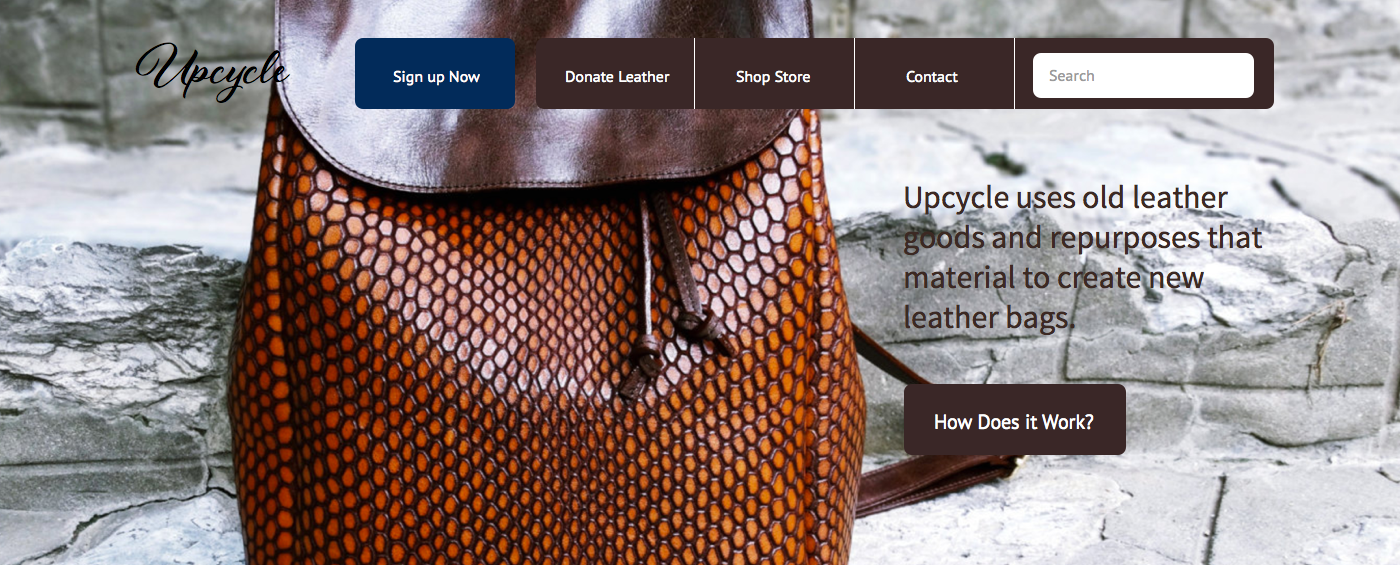 Upcycle
Sign up Now
Donate Leather
Shop Store
Contact
Search
Upcycle uses old leather
goods and repurposes that
material to create new
leather bags.
How Does it Work?